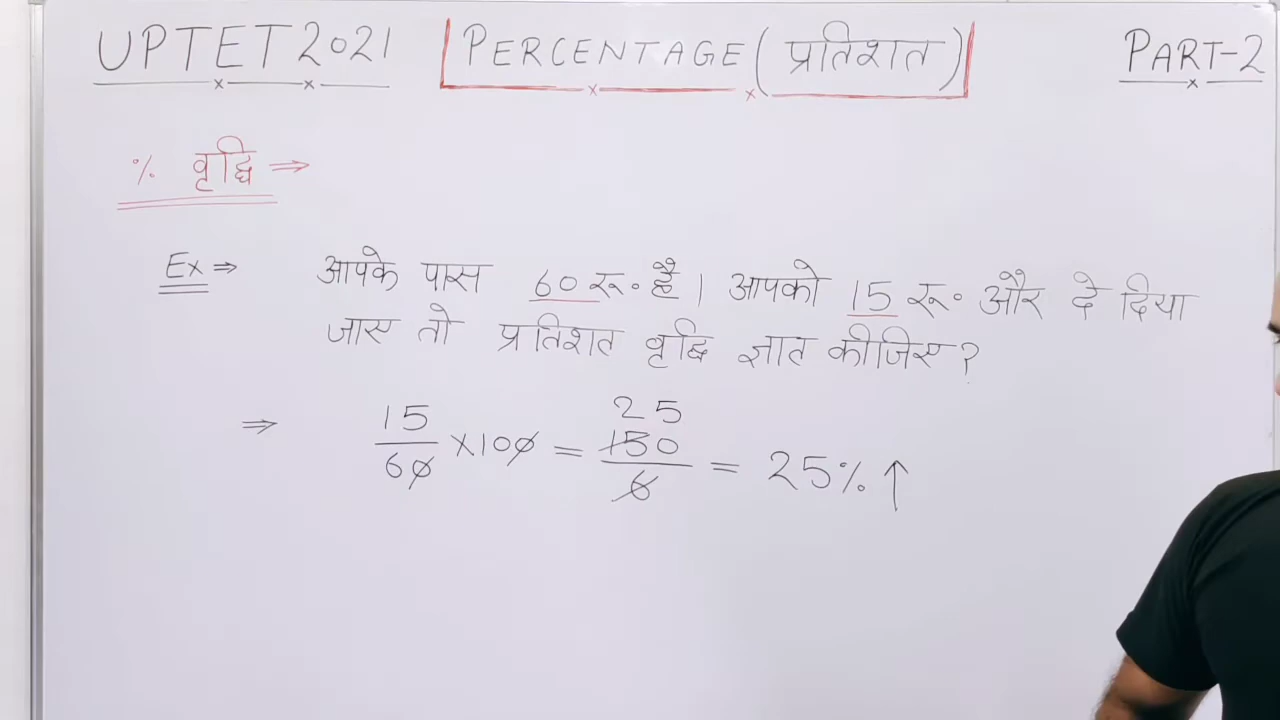 UPTET 2021 PERCENTAGE (प्रतिशत) PART-2
% वृद्धि ⇒
Ex ⇒ आपके पास 60 रू॰ है। आपको 15 रू॰ और दे दिया
जाए तो प्रतिशत वृद्धि ज्ञात कीजिए?
⇒ 15/60 × 100 = 25 150/6 = 25% ↑